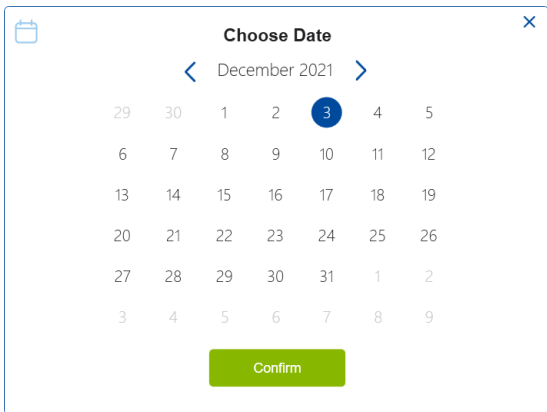 Choose Date
December 2021
29 30 1 2 3 4 5
6 7 8 9 10 11 12
13 14 15 16 17 18 19
20 21 22 23 24 25 26
27 28 29 30 31 1 2
3 4 5 6 7 8 9
Confirm